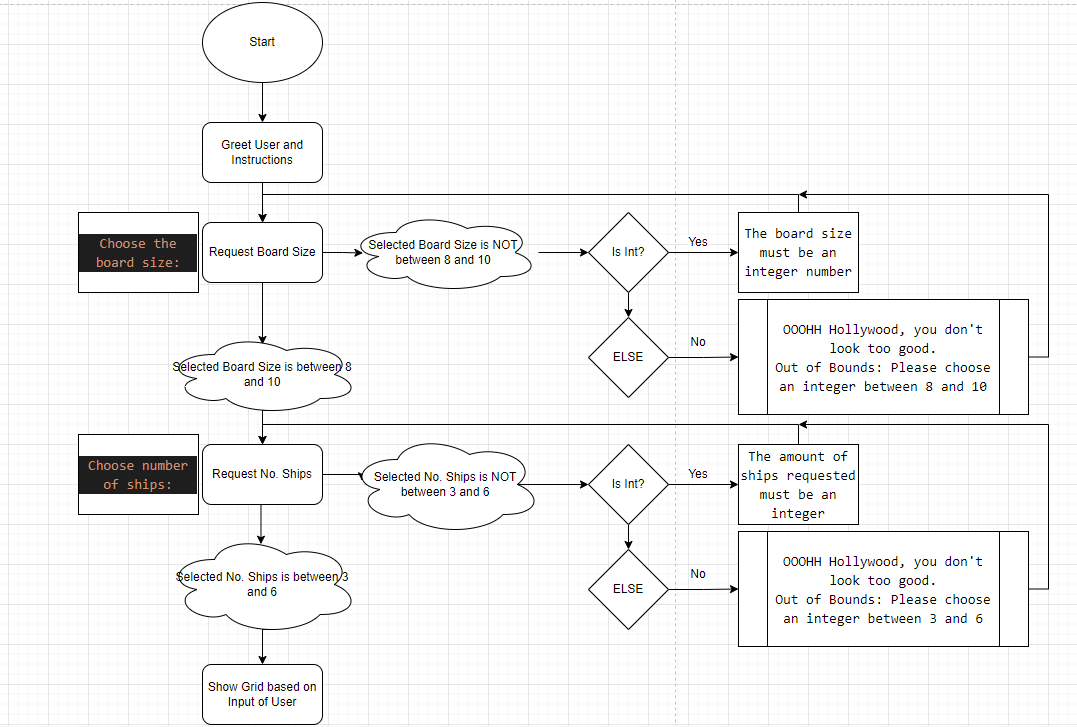 Start
Greet User and
Instructions
Choose the
board size:
Request Board Size
Selected Board Size is NOT
between 8 and 10
Is Int?
Yes
The board size
must be an
integer number
ELSE
No
OOOHH Hollywood, you don't
look too good.
Out of Bounds: Please choose
an integer between 8 and 10
Selected Board Size is between 8
and 10
Choose number
of ships:
Request No. Ships
Selected No. Ships is NOT
between 3 and 6
Is Int?
Yes
The amount of
ships requested
must be an
integer
ELSE
No
OOOHH Hollywood, you don't
look too good.
Out of Bounds: Please choose
an integer between 3 and 6
Selected No. Ships is between 3
and 6
Show Grid based on
Input of User